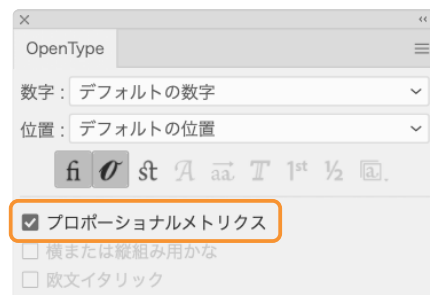 OpenType
数字 : デフォルトの数字
位置 : デフォルトの位置
fi O st A aa T 1st ½ a
プロポーショナルメトリクス
横または縦組み用かな
欧文イタリック